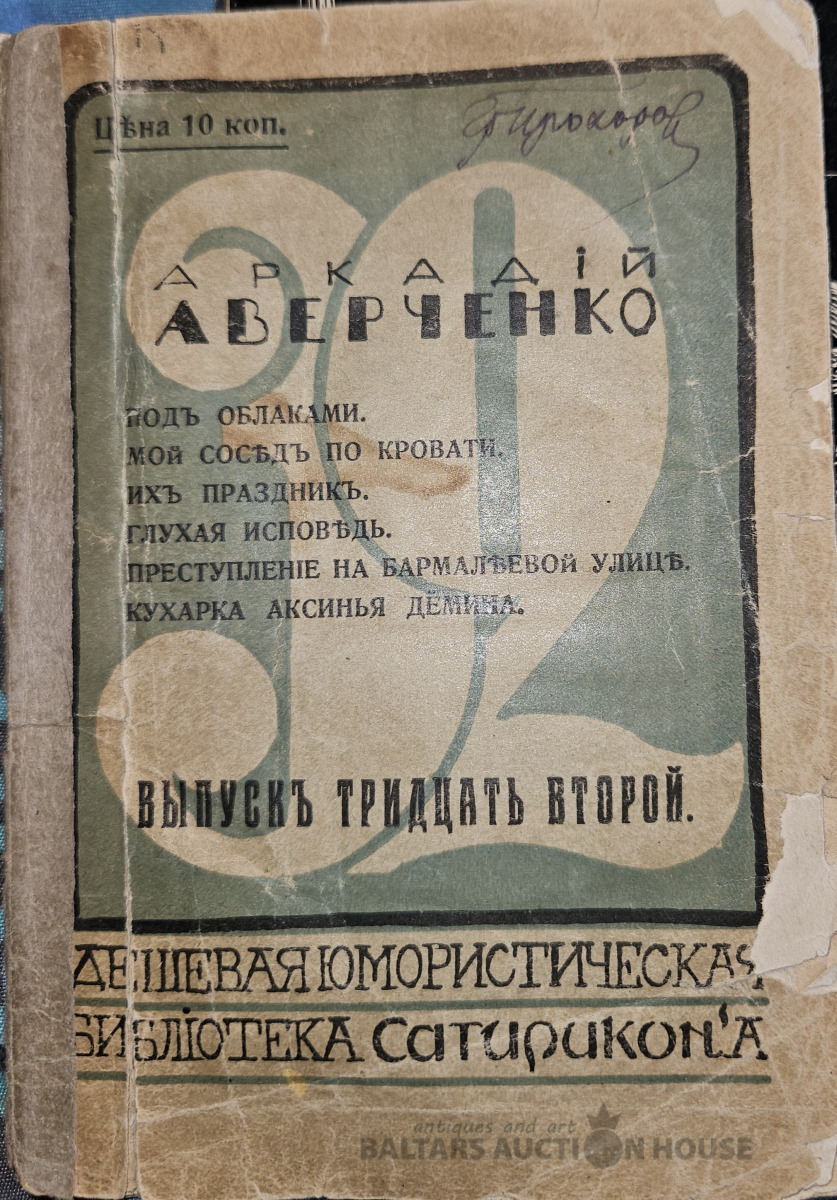 Цѣна 10 коп.
Прохоров
32
АРКАДІЙ
АВЕРЧЕНКО
ПОДЪ ОБЛАКАМИ.
МОЙ СОСѢДЪ ПО КРОВАТИ.
ИХЪ ПРАЗДНИКЪ.
ГЛУХАЯ ИСПОВѢДЬ.
ПРЕСТУПЛЕНІЕ НА БАРМАЛѢЕВОЙ УЛИЦѢ.
КУХАРКА АКСИНЬЯ ДЁМИНА.
ВЫПУСКЪ ТРИДЦАТЬ ВТОРОЙ.
ДЕШЕВАЯ ЮМОРИСТИЧЕСКАЯ
БИБЛІОТЕКА Сатирикон'А
antiques and art
BALTARS AUCTION HOUSE